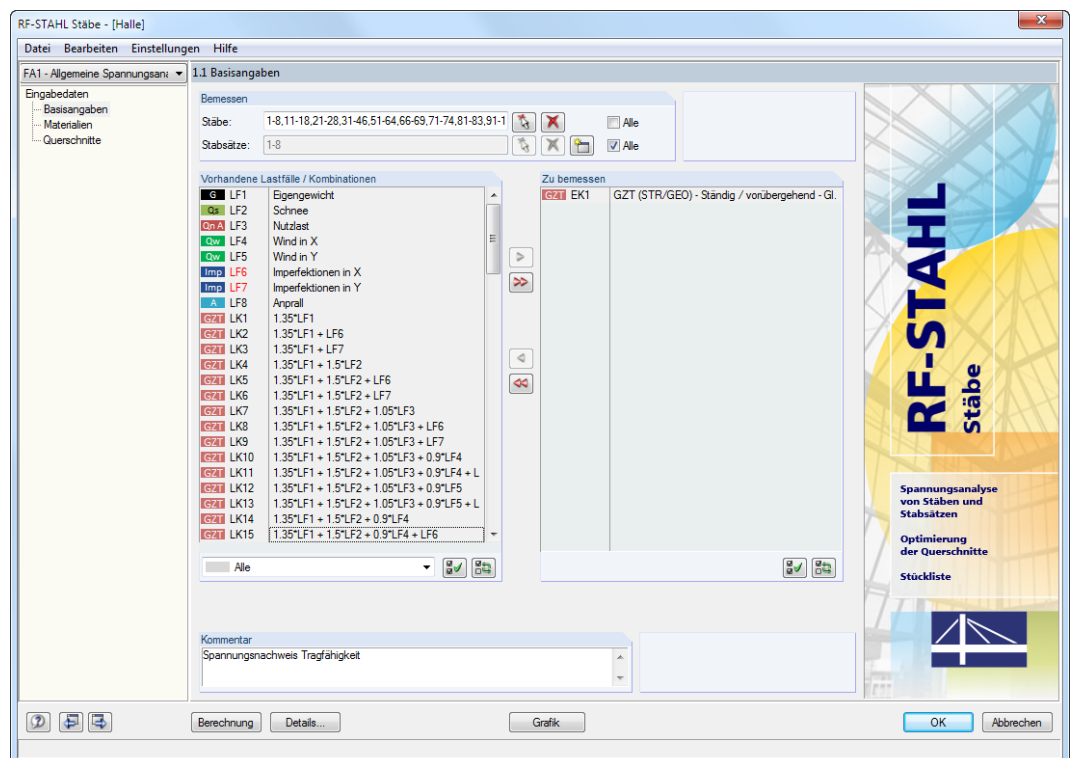 RF-STAHL Stäbe - [Halle]
Datei Bearbeiten Einstellungen Hilfe
FA1 - Allgemeine Spannungsana
1.1 Basisangaben
Eingabedaten
Basisangaben
Materialien
Querschnitte
Bemessen
Stäbe: 1-8,11-18,21-28,31-46,51-64,66-69,71-74,81-83,91-1 Alle
Stabsätze: 1-8 Alle
Vorhandene Lastfälle / Kombinationen
G LF1 Eigengewicht
Qs LF2 Schnee
Qn A LF3 Nutzlast
Qw LF4 Wind in X
Qw LF5 Wind in Y
Imp LF6 Imperfektionen in X
Imp LF7 Imperfektionen in Y
A LF8 Anprall
GZT LK1 1.35*LF1
GZT LK2 1.35*LF1 + LF6
GZT LK3 1.35*LF1 + LF7
GZT LK4 1.35*LF1 + 1.5*LF2
GZT LK5 1.35*LF1 + 1.5*LF2 + LF6
GZT LK6 1.35*LF1 + 1.5*LF2 + LF7
GZT LK7 1.35*LF1 + 1.5*LF2 + 1.05*LF3
GZT LK8 1.35*LF1 + 1.5*LF2 + 1.05*LF3 + LF6
GZT LK9 1.35*LF1 + 1.5*LF2 + 1.05*LF3 + LF7
GZT LK10 1.35*LF1 + 1.5*LF2 + 1.05*LF3 + 0.9*LF4
GZT LK11 1.35*LF1 + 1.5*LF2 + 1.05*LF3 + 0.9*LF4 + L
GZT LK12 1.35*LF1 + 1.5*LF2 + 1.05*LF3 + 0.9*LF5
GZT LK13 1.35*LF1 + 1.5*LF2 + 1.05*LF3 + 0.9*LF5 + L
GZT LK14 1.35*LF1 + 1.5*LF2 + 0.9*LF4
GZT LK15 1.35*LF1 + 1.5*LF2 + 0.9*LF4 + LF6
Alle
Zu bemessen
GZT EK1 GZT (STR/GEO) - Ständig / vorübergehend - Gl.
Kommentar
Spannungsnachweis Tragfähigkeit
RF-STAHL
Stäbe
Spannungsanalyse
von Stäben und
Stabsätzen
Optimierung
der Querschnitte
Stückliste
Berechnung Details... Grafik OK Abbrechen